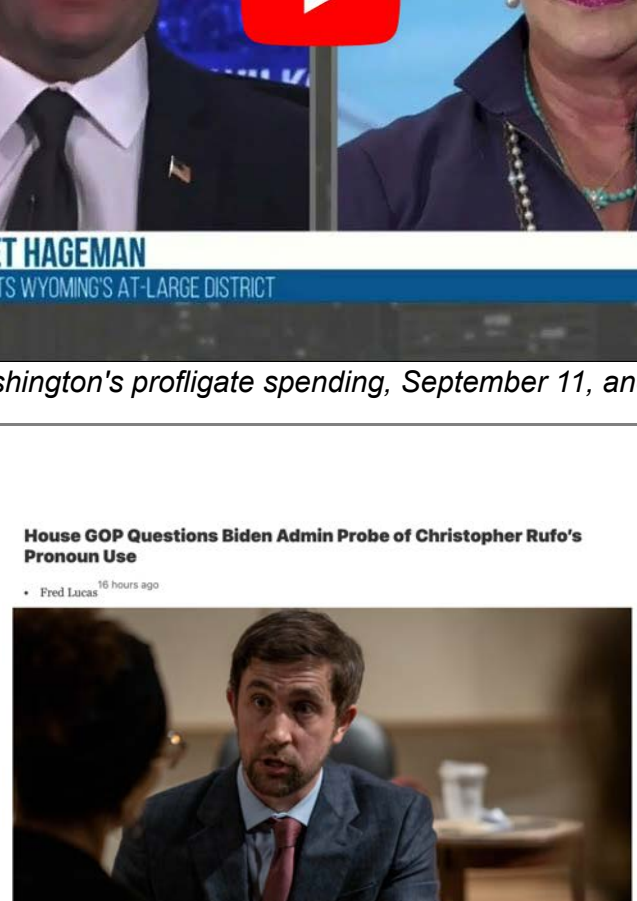 ET HAGEMAN
TS WYOMING'S AT-LARGE DISTRICT
shington's profligate spending, September 11, an
House GOP Questions Biden Admin Probe of Christopher Rufo's
Pronoun Use
• Fred Lucas 16 hours ago